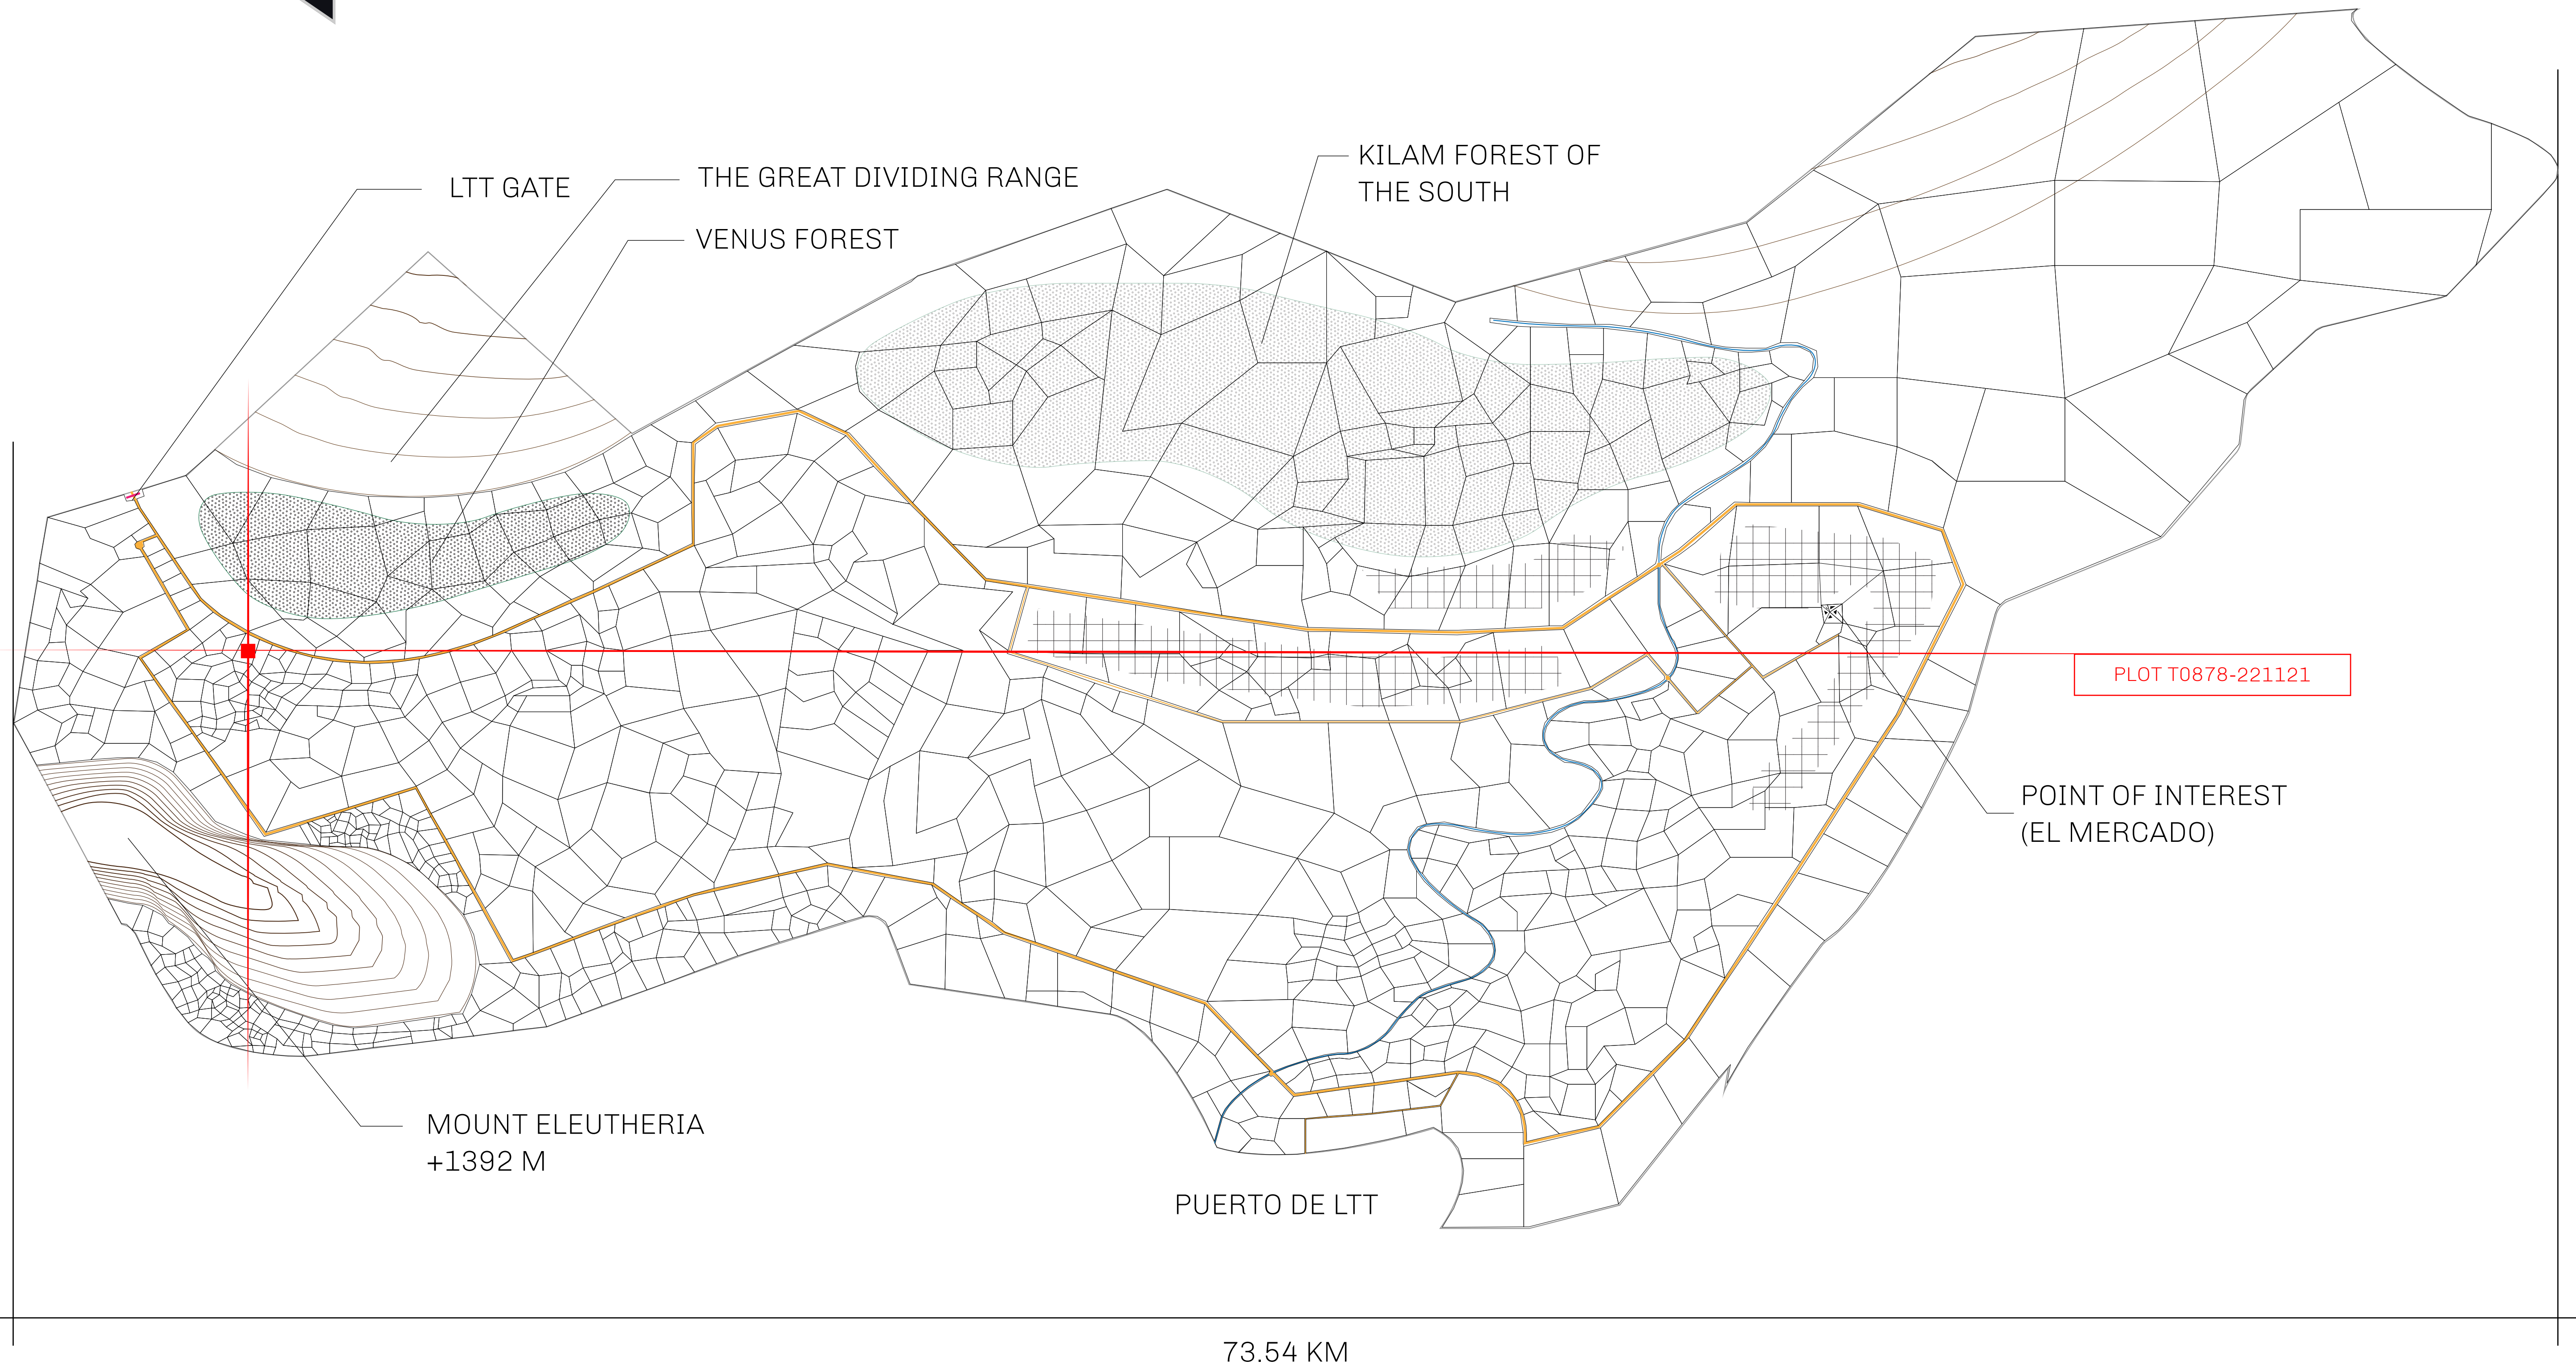 KILAM FOREST OF
THE SOUTH
THE GREAT DIVIDING RANGE
LTT GATE
VENUS FOREST
PLOT T0878-221121
POINT OF INTEREST
(EL MERCADO)
MOUNT ELEUTHERIA
+1392 M
PUERTO DE LTT
73.54 KM